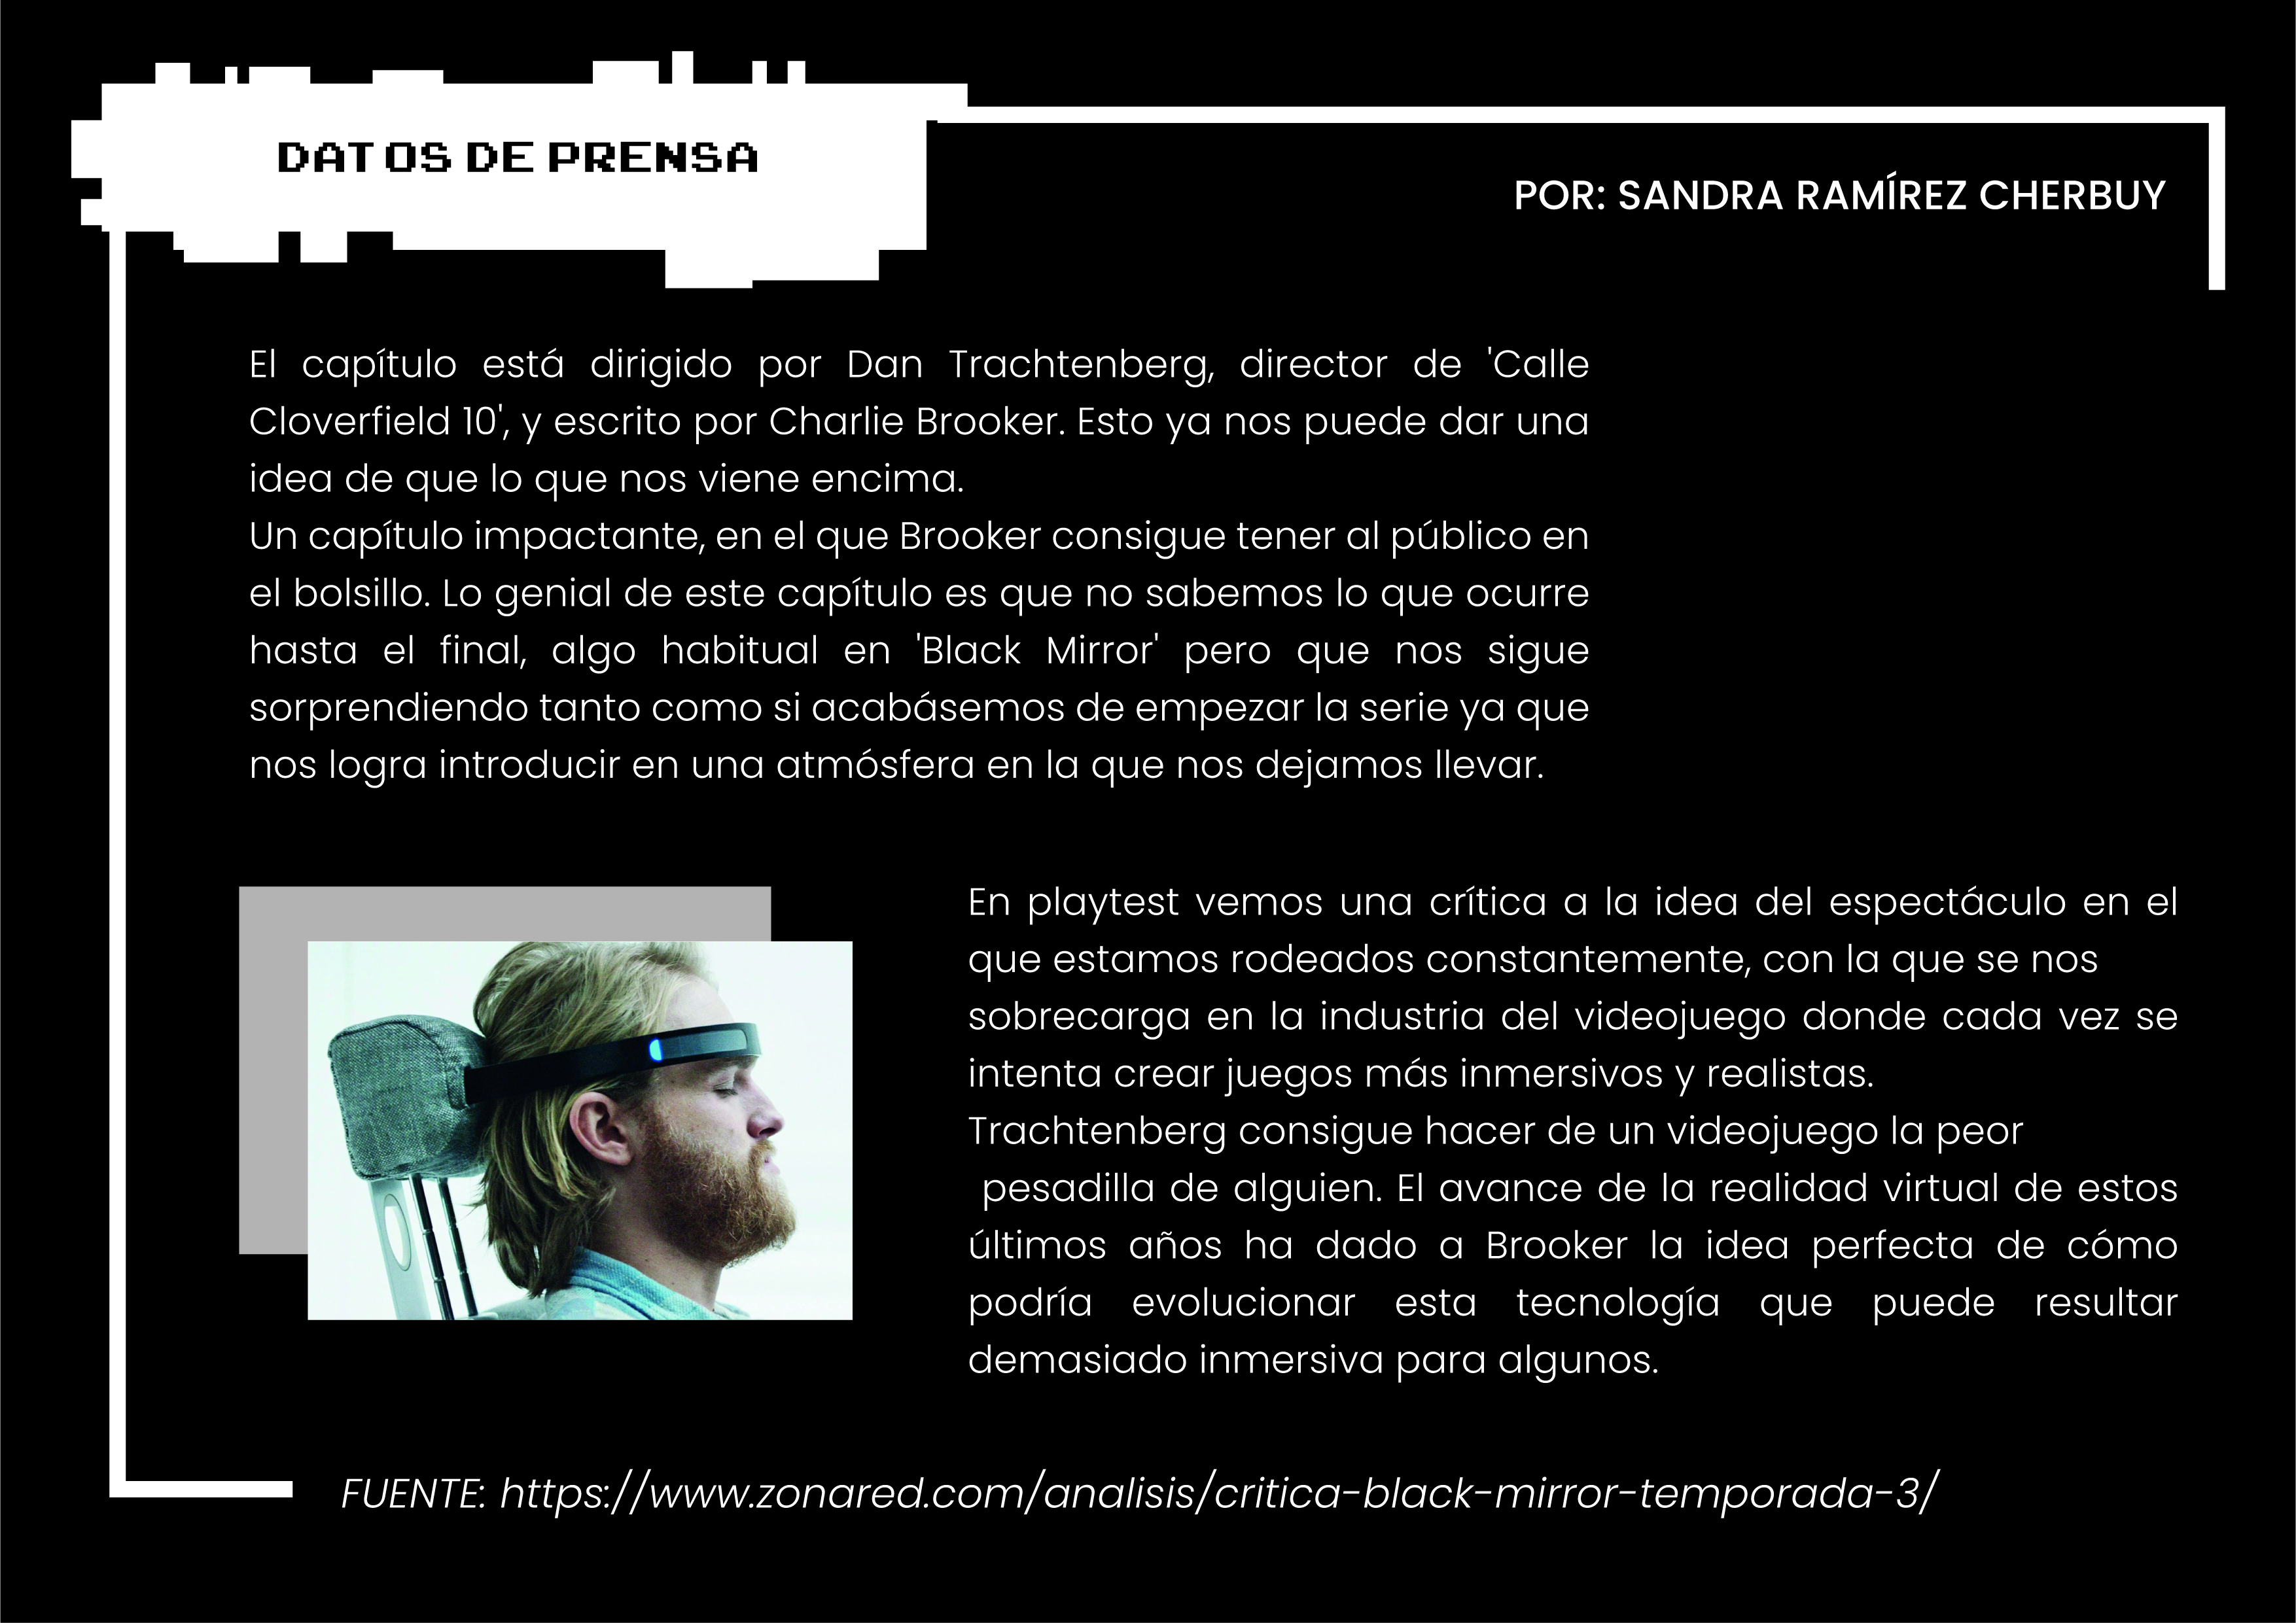 DATOS DE PRENSA
POR: SANDRA RAMÍREZ CHERBUY
El capítulo está dirigido por Dan Trachtenberg, director de 'Calle
Cloverfield 10', y escrito por Charlie Brooker. Esto ya nos puede dar una
idea de que lo que nos viene encima.
Un capítulo impactante, en el que Brooker consigue tener al público en
el bolsillo. Lo genial de este capítulo es que no sabemos lo que ocurre
hasta el final, algo habitual en 'Black Mirror' pero que nos sigue
sorprendiendo tanto como si acabásemos de empezar la serie ya que
nos logra introducir en una atmósfera en la que nos dejamos llevar.
En playtest vemos una crítica a la idea del espectáculo en el
que estamos rodeados constantemente, con la que se nos
sobrecarga en la industria del videojuego donde cada vez se
intenta crear juegos más inmersivos y realistas.
Trachtenberg consigue hacer de un videojuego la peor
pesadilla de alguien. El avance de la realidad virtual de estos
últimos años ha dado a Brooker la idea perfecta de cómo
podría evolucionar esta tecnología que puede resultar
demasiado inmersiva para algunos.
FUENTE: https://www.zonared.com/analisis/critica-black-mirror-temporada-3/